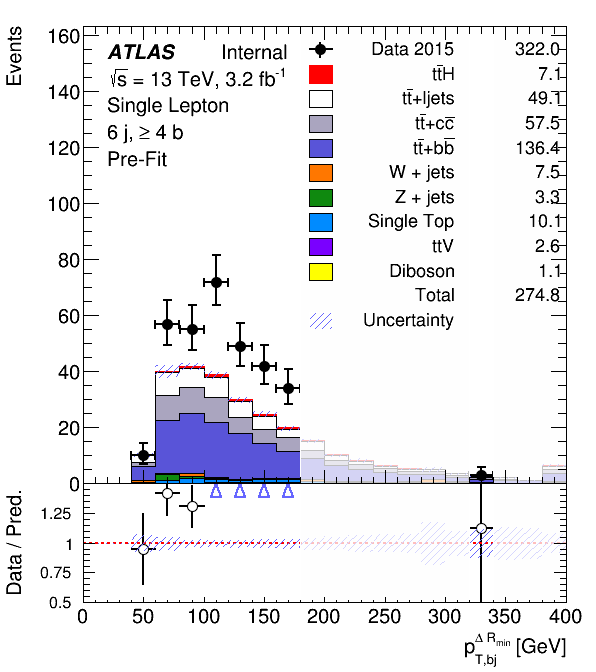 Events
160
140
120
100
80
60
40
20
0
ATLAS Internal
√s = 13 TeV, 3.2 fb-1
Single Lepton
6 j, ≥ 4 b
Pre-Fit
Data 2015 322.0
tt̄H 7.1
tt̄+ljets 49.1
tt̄+cc̄ 57.5
tt̄+bb̄ 136.4
W + jets 7.5
Z + jets 3.3
Single Top 10.1
ttV 2.6
Diboson 1.1
Total 274.8
Uncertainty
Data / Pred.
1.25
1
0.75
0.5
0 50 100 150 200 250 300 350 400
p_{T,bj}^{Δ R_{min}} [GeV]